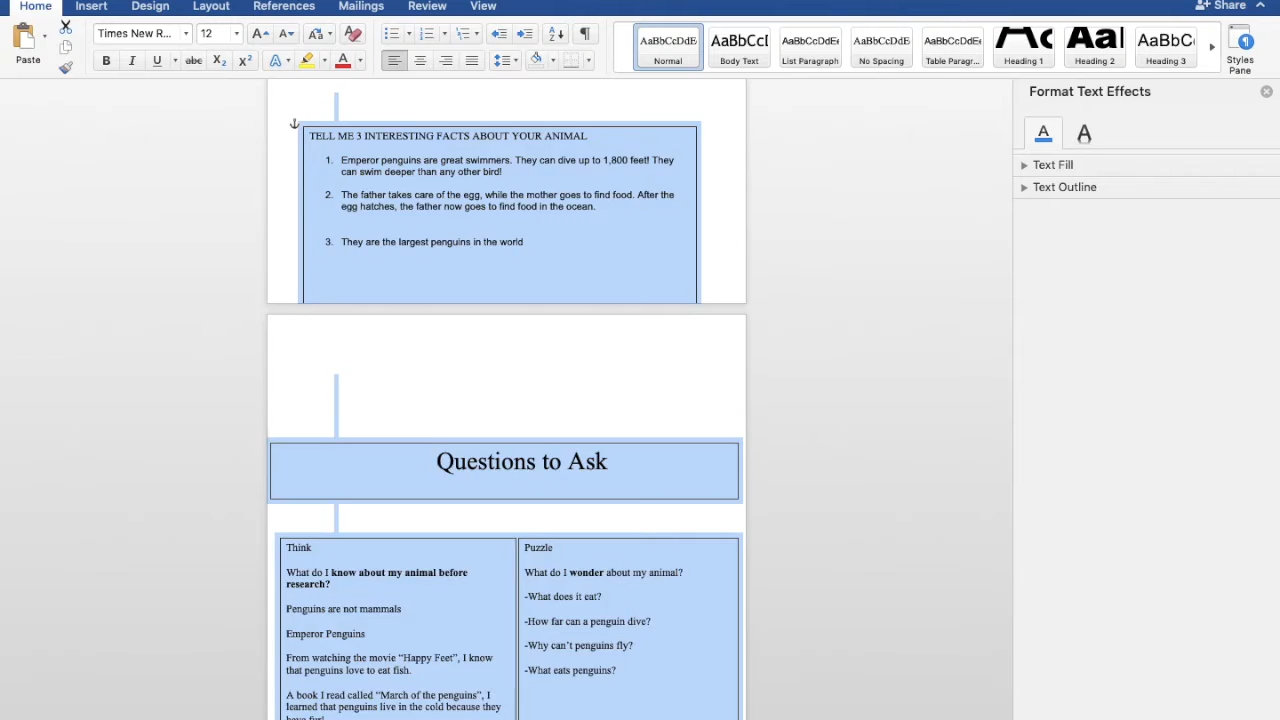 Home Insert Design Layout References Mailings Review View Share
Paste
Times New R... 12
B I U abc X₂ X² A A
AaBbCcDdE AaBbCcI AaBbCcDdEe AaBbCcDdE AaBbCcDdEe AaBbCc
Normal Body Text List Paragraph No Spacing Table Paragr... Heading 1 Heading 2 Heading 3
Styles
Pane
Format Text Effects
A A
Text Fill
Text Outline
TELL ME 3 INTERESTING FACTS ABOUT YOUR ANIMAL
1. Emperor penguins are great swimmers. They can dive up to 1,800 feet! They
can swim deeper than any other bird!
2. The father takes care of the egg, while the mother goes to find food. After the
egg hatches, the father now goes to find food in the ocean.
3. They are the largest penguins in the world
Questions to Ask
Think
What do I know about my animal before
research?
Penguins are not mammals
Emperor Penguins
From watching the movie “Happy Feet”, I know
that penguins love to eat fish.
A book I read called “March of the penguins”, I
learned that penguins live in the cold because they
have fur!
Puzzle
What do I wonder about my animal?
-What does it eat?
-How far can a penguin dive?
-Why can’t penguins fly?
-What eats penguins?